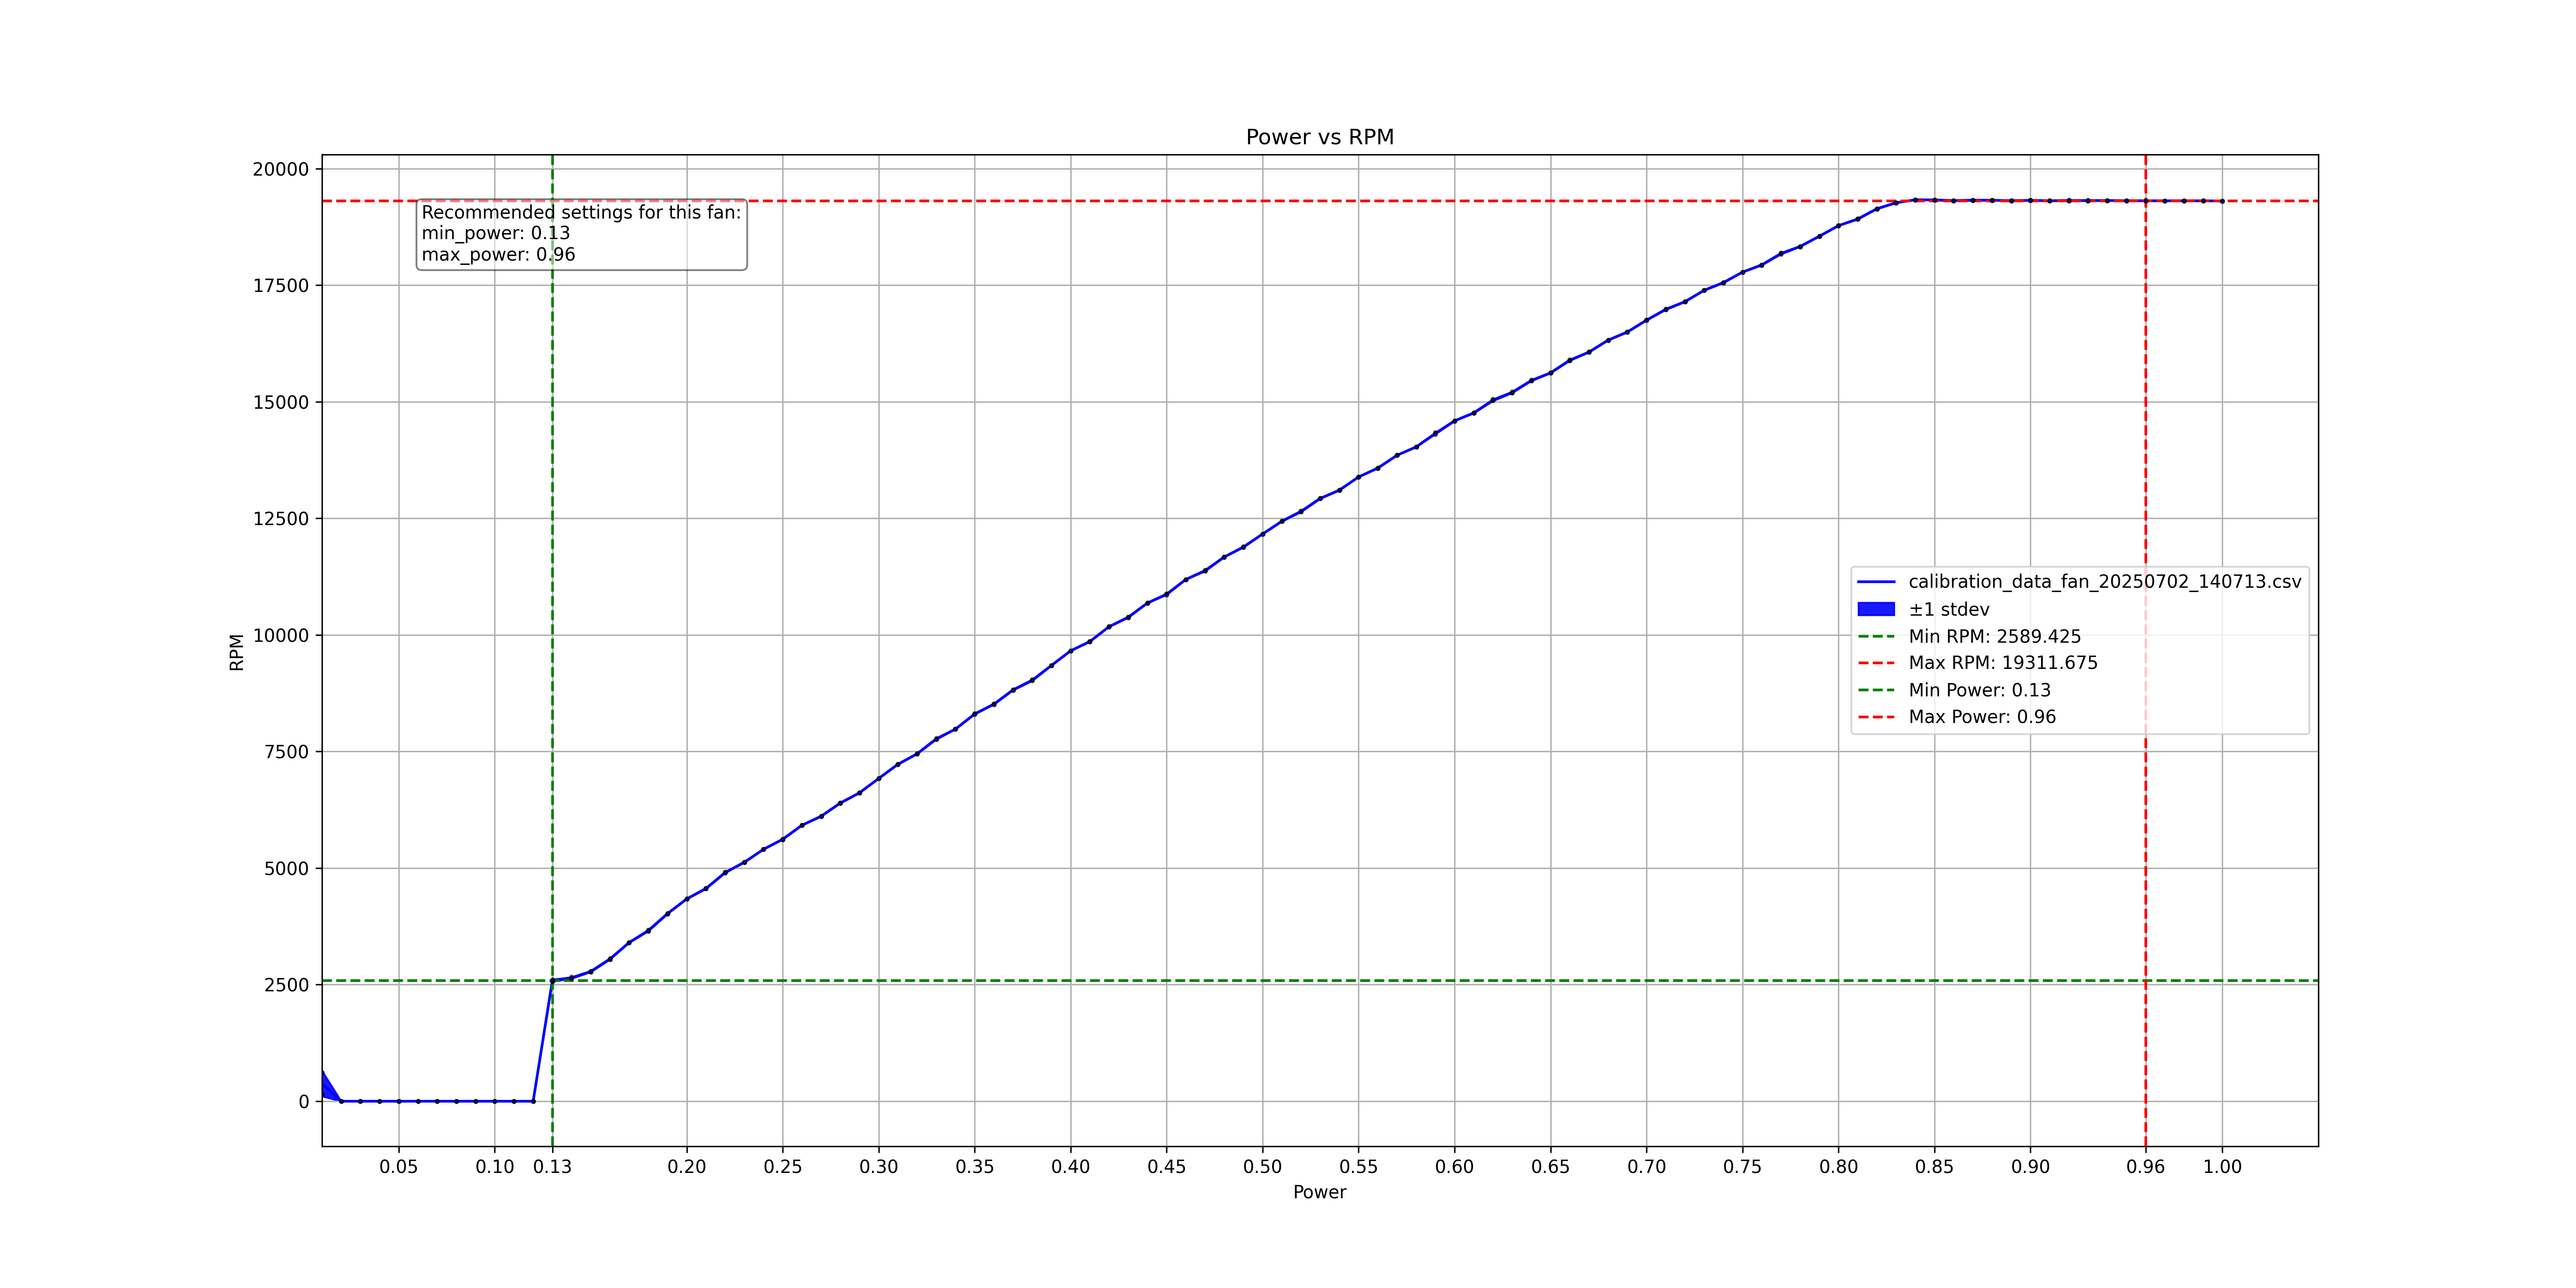 Power vs RPM
20000
17500
15000
12500
10000
7500
5000
2500
0
RPM
Recommended settings for this fan:
min_power: 0.13
max_power: 0.96
calibration_data_fan_20250702_140713.csv
±1 stdev
Min RPM: 2589.425
Max RPM: 19311.675
Min Power: 0.13
Max Power: 0.96
0.05 0.10 0.13 0.20 0.25 0.30 0.35 0.40 0.45 0.50 0.55 0.60 0.65 0.70 0.75 0.80 0.85 0.90 0.96 1.00
Power